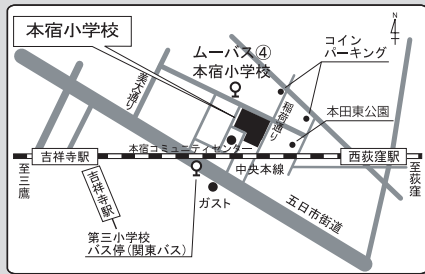 本宿小学校
ムーバス④
本宿小学校
コイン
パーキング
N
美大通り
稲荷通り
本田東公園
本宿コミュニティセンター
吉祥寺駅
西荻窪駅
至三鷹
中央本線
至荻窪
吉祥寺駅
ガスト
五日市街道
第三小学校
バス停(関東バス)